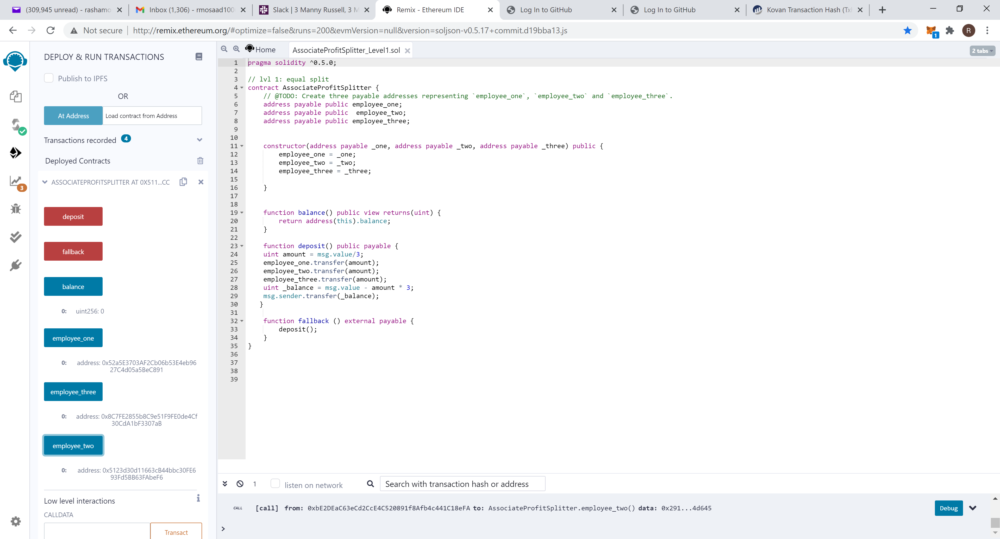 (309,945 unread) - rashamo
Inbox (1,306) - rmosaad100
Slack | 3 Manny Russell, 3 M
Remix - Ethereum IDE
Log In to GitHub
Log In to GitHub
Kovan Transaction Hash (Txh
Not secure
http://remix.ethereum.org/#optimize=false&runs=200&evmVersion=null&version=soljson-v0.5.17+commit.d19bba13.js
1
R
DEPLOY & RUN TRANSACTIONS
Publish to IPFS
OR
At Address
Load contract from Address
Transactions recorded 4
Deployed Contracts
ASSOCIATEPROFITSPLITTER AT 0X511...CC
3
deposit
fallback
balance
0: uint256: 0
employee_one
0: address: 0x52a5E3703AF2Cb06b53E4eb96
27C4d05a5BeC891
employee_three
0: address: 0x8C7FE2855b8C9e51F9FE0de4Cf
30CdA1bF3307aB
employee_two
0: address: 0x5123d30d11663cB44bbc30FE6
93Fd5BB63FAbeF6
Low level interactions
i
CALLDATA
Transact
Home
AssociateProfitSplitter_Level1.sol
2 tabs
1 pragma solidity ^0.5.0;
2
3 // lvl 1: equal split
4 contract AssociateProfitSplitter {
5 // @TODO: Create three payable addresses representing `employee_one`, `employee_two` and `employee_three`.
6 address payable public employee_one;
7 address payable public  employee_two;
8 address payable public employee_three;
9
10
11 constructor(address payable _one, address payable _two, address payable _three) public {
12 employee_one = _one;
13 employee_two = _two;
14 employee_three = _three;
15
16 }
17
18
19 function balance() public view returns(uint) {
20 return address(this).balance;
21 }
22
23 function deposit() public payable {
24 uint amount = msg.value/3;
25 employee_one.transfer(amount);
26 employee_two.transfer(amount);
27 employee_three.transfer(amount);
28 uint _balance = msg.value - amount * 3;
29 msg.sender.transfer(_balance);
30 }
31
32 function fallback () external payable {
33 deposit();
34 }
35 }
36
37
38
39
1
listen on network
Search with transaction hash or address
CALL [call] from: 0xbE2DEaC63eCd2CcE4C520891f8Afb4c441C18eFA to: AssociateProfitSplitter.employee_two() data: 0x291...4d645
Debug
>